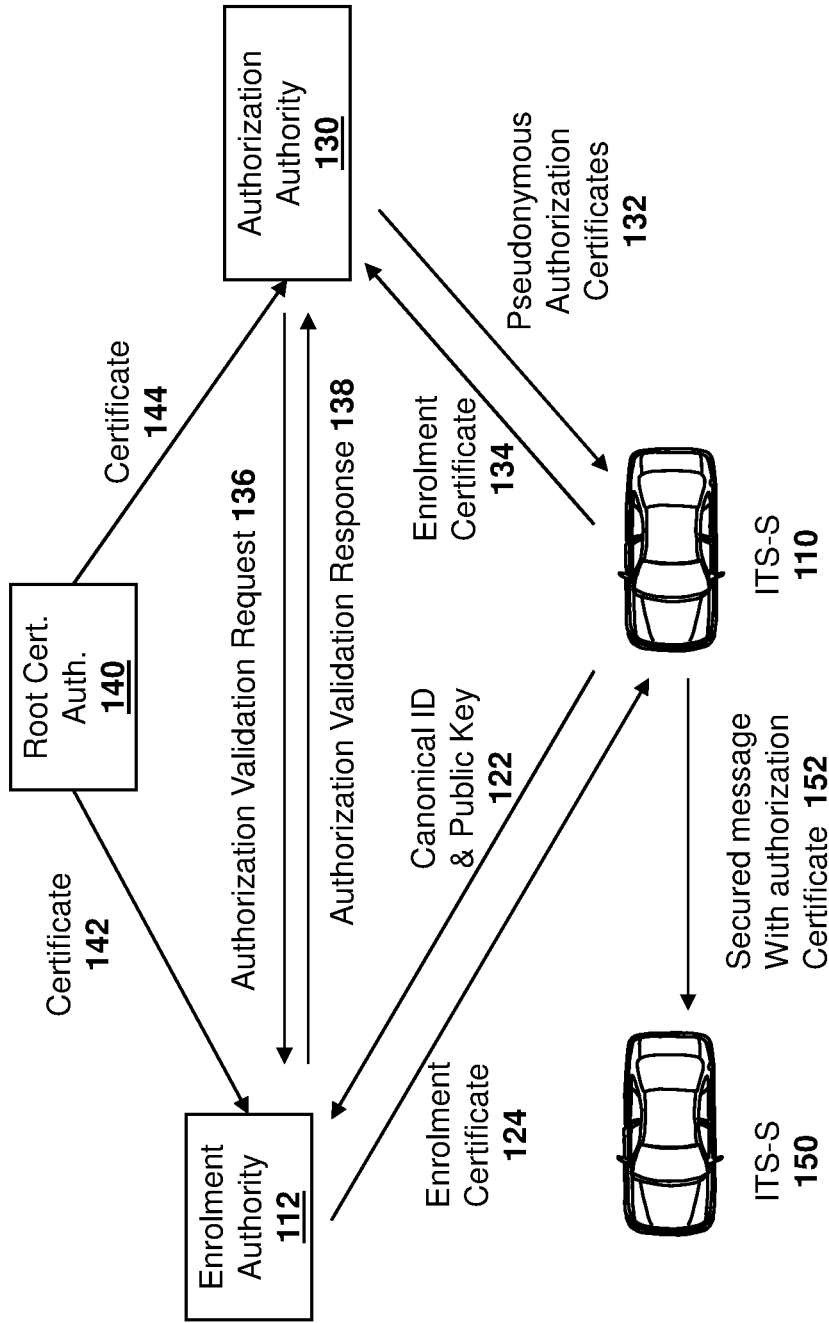 Root Cert.
Auth.
140
Certificate
142
Certificate
144
Enrolment
Authority
112
Authorization
Authority
130
Authorization Validation Request 136
Authorization Validation Response 138
Canonical ID
& Public Key
122
Enrolment
Certificate
124
Enrolment
Certificate
134
Pseudonymous
Authorization
Certificates
132
ITS-S
150
Secured message
With authorization
Certificate 152
ITS-S
110